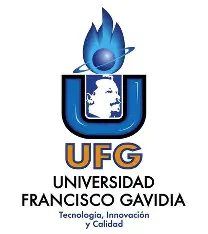 UFG
UNIVERSIDAD
FRANCISCO GAVIDIA
Tecnología, Innovación
y Calidad